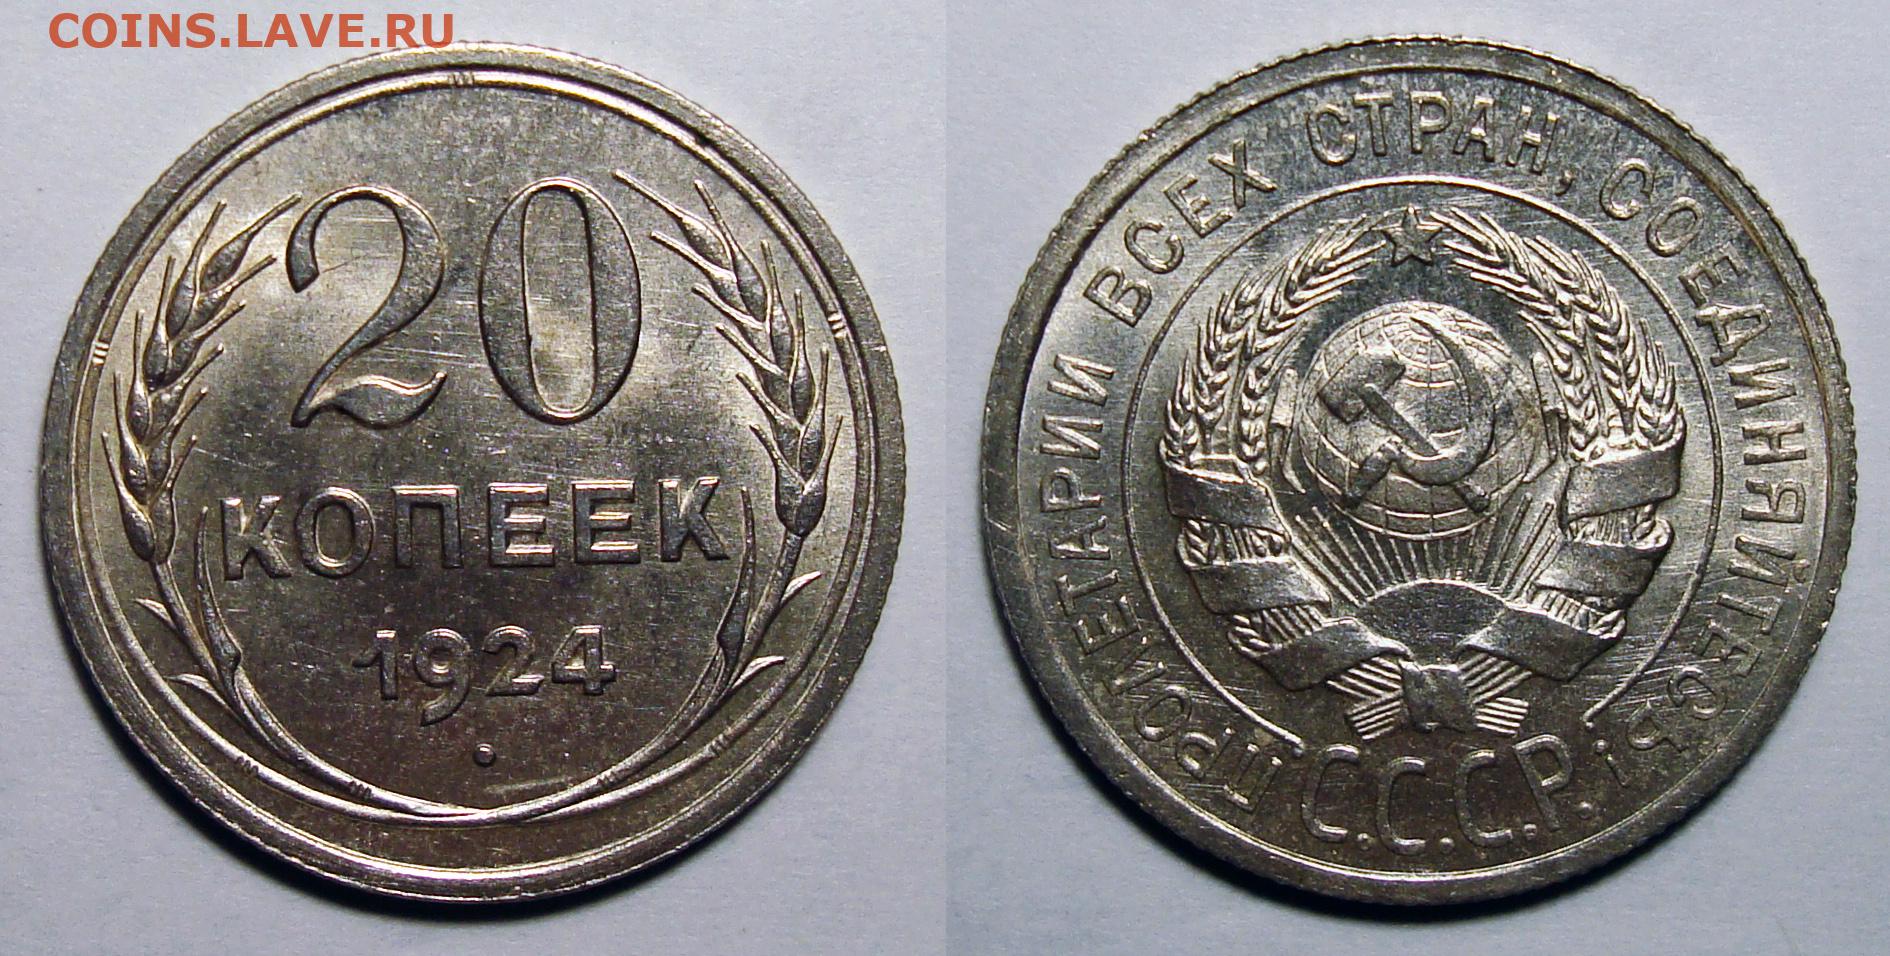 COINS.LAVE.RU
20
КОПЕЕК
1924
ПРОЛЕТАРИИ ВСЕХ СТРАН, СОЕДИНЯЙТЕСЬ!
С.С.С.Р.